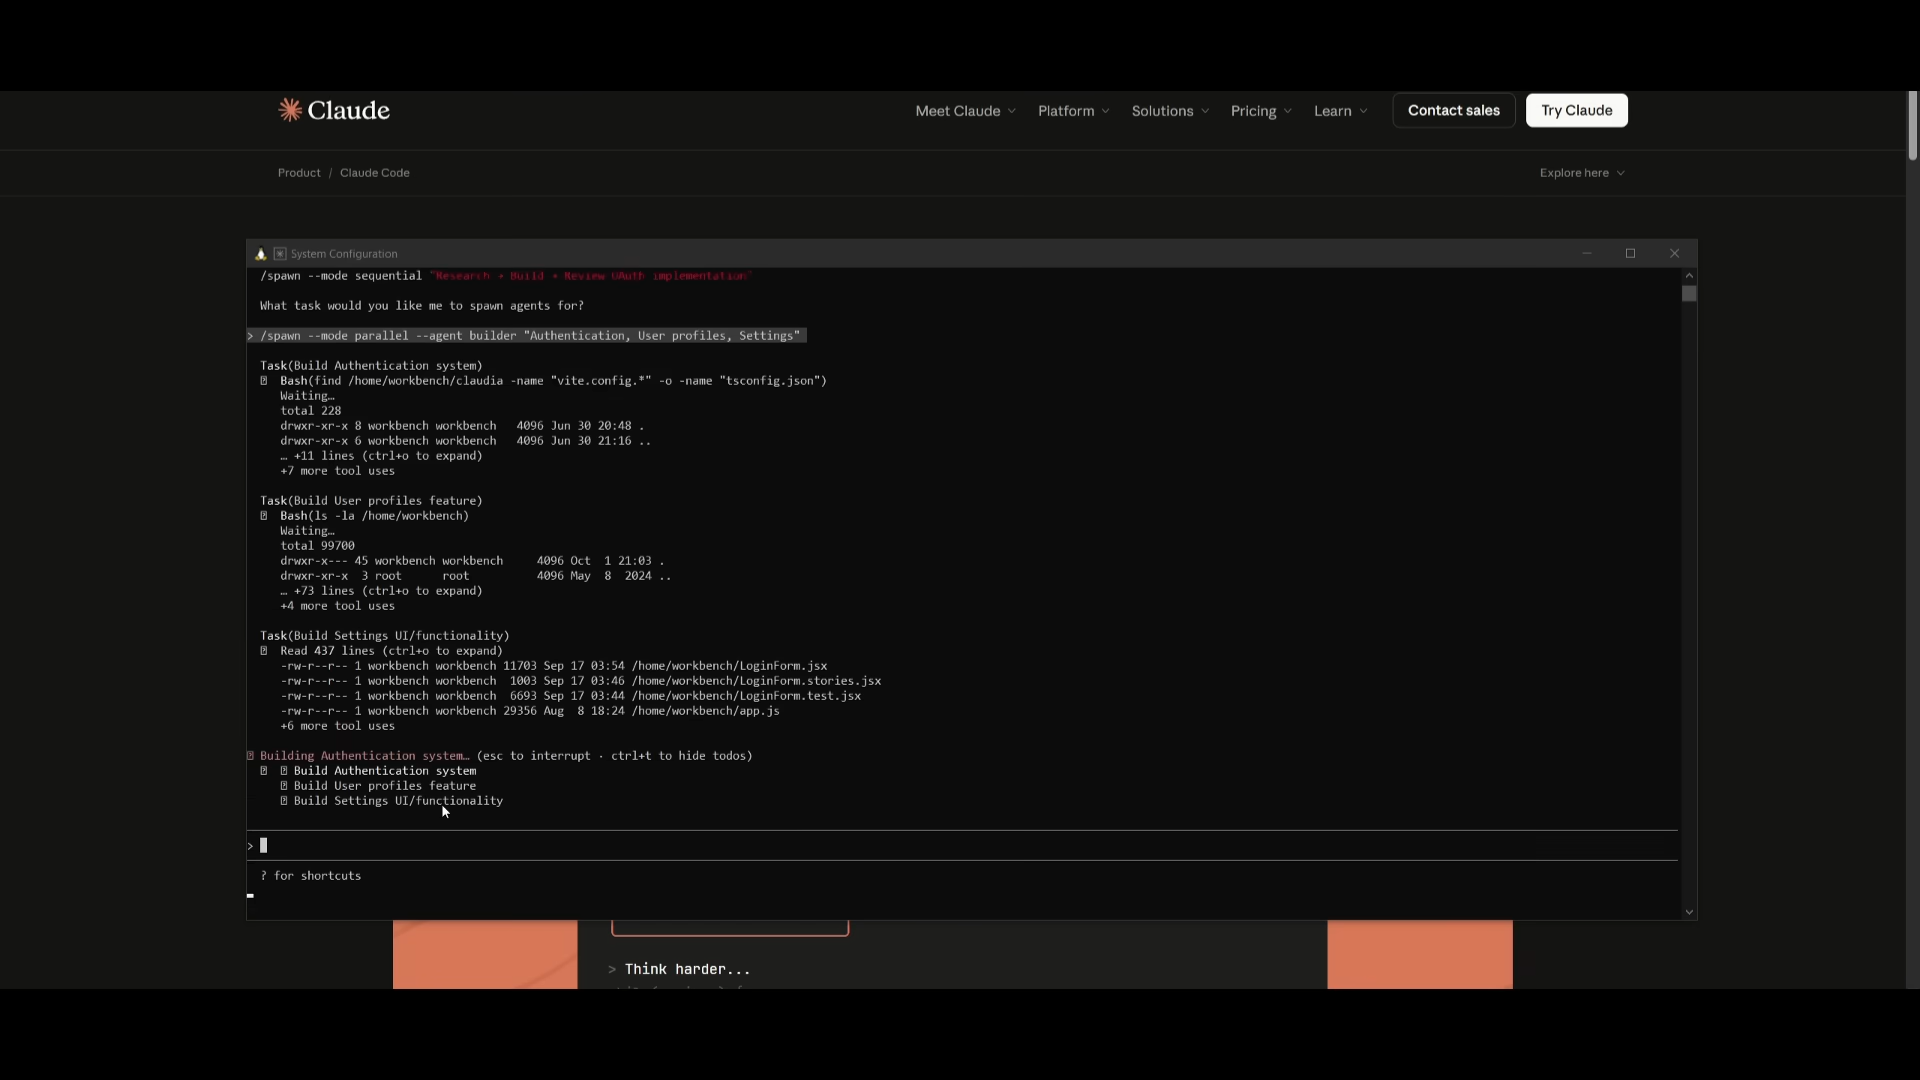 Claude
Meet Claude Platform Solutions Pricing Learn Contact sales Try Claude
Product / Claude Code Explore here
System Configuration
/spawn --mode sequential "Research → Build → Review OAuth implementation"
What task would you like me to spawn agents for?
> /spawn --mode parallel --agent builder "Authentication, User profiles, Settings"
Task(Build Authentication system)
Bash(find /home/workbench/claudia -name "vite.config.*" -o -name "tsconfig.json")
Waiting…
total 228
drwxr-xr-x 8 workbench workbench 4096 Jun 30 20:48 .
drwxr-xr-x 6 workbench workbench 4096 Jun 30 21:16 ..
… +11 lines (ctrl+o to expand)
+7 more tool uses
Task(Build User profiles feature)
Bash(ls -la /home/workbench)
Waiting…
total 99700
drwxr-x--- 45 workbench workbench 4096 Oct 1 21:03 .
drwxr-xr-x 3 root root 4096 May 8 2024 ..
… +73 lines (ctrl+o to expand)
+4 more tool uses
Task(Build Settings UI/functionality)
Read 437 lines (ctrl+o to expand)
-rw-r--r-- 1 workbench workbench 11703 Sep 17 03:54 /home/workbench/LoginForm.jsx
-rw-r--r-- 1 workbench workbench 1003 Sep 17 03:46 /home/workbench/LoginForm.stories.jsx
-rw-r--r-- 1 workbench workbench 6693 Sep 17 03:44 /home/workbench/LoginForm.test.jsx
-rw-r--r-- 1 workbench workbench 29356 Aug 8 18:24 /home/workbench/app.js
+6 more tool uses
Building Authentication system… (esc to interrupt · ctrl+t to hide todos)
Build Authentication system
Build User profiles feature
Build Settings UI/functionality
>
? for shortcuts
> Think harder...